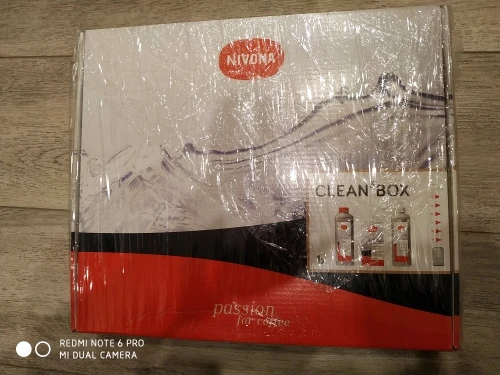 NIVONA
CLEAN BOX
passion
for coffee
REDMI NOTE 6 PRO
MI DUAL CAMERA